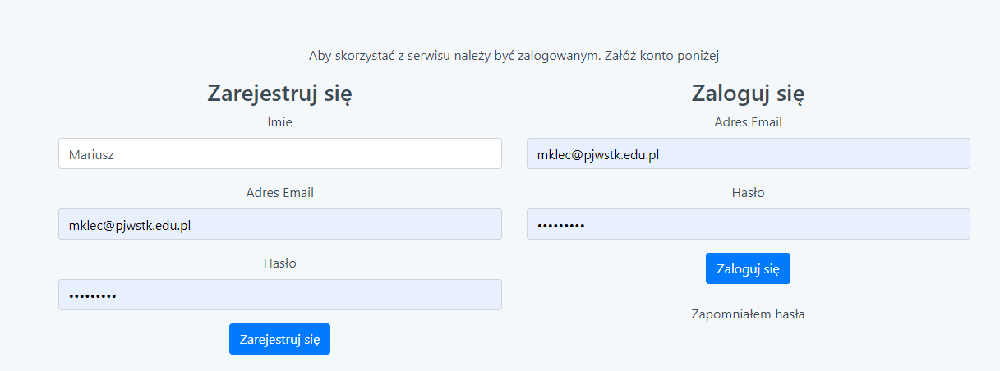 Aby skorzystać z serwisu należy być zalogowanym. Załóż konto poniżej
Zarejestruj się
Imie
Mariusz
Adres Email
mklec@pjwstk.edu.pl
Hasło
•••••••••
Zarejestruj się
Zaloguj się
Adres Email
mklec@pjwstk.edu.pl
Hasło
•••••••••
Zaloguj się
Zapomniałem hasła